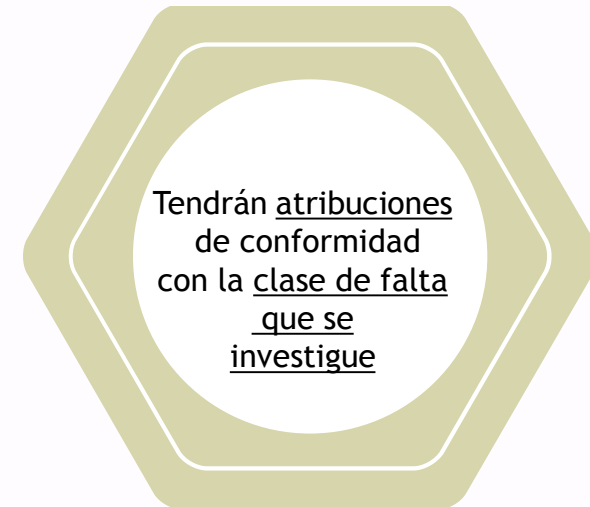 Tendrán atribuciones
de conformidad
con la clase de falta
que se
investigue